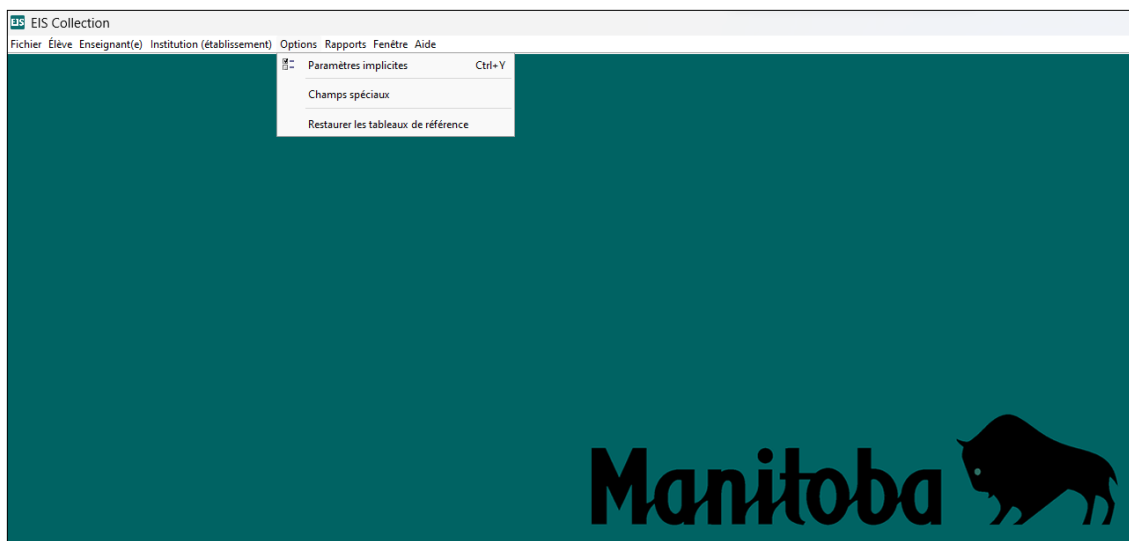 EIS EIS Collection
Fichier Élève Enseignant(e) Institution (établissement) Options Rapports Fenêtre Aide
Paramètres implicites Ctrl+Y
Champs spéciaux
Restaurer les tableaux de référence
Manitoba